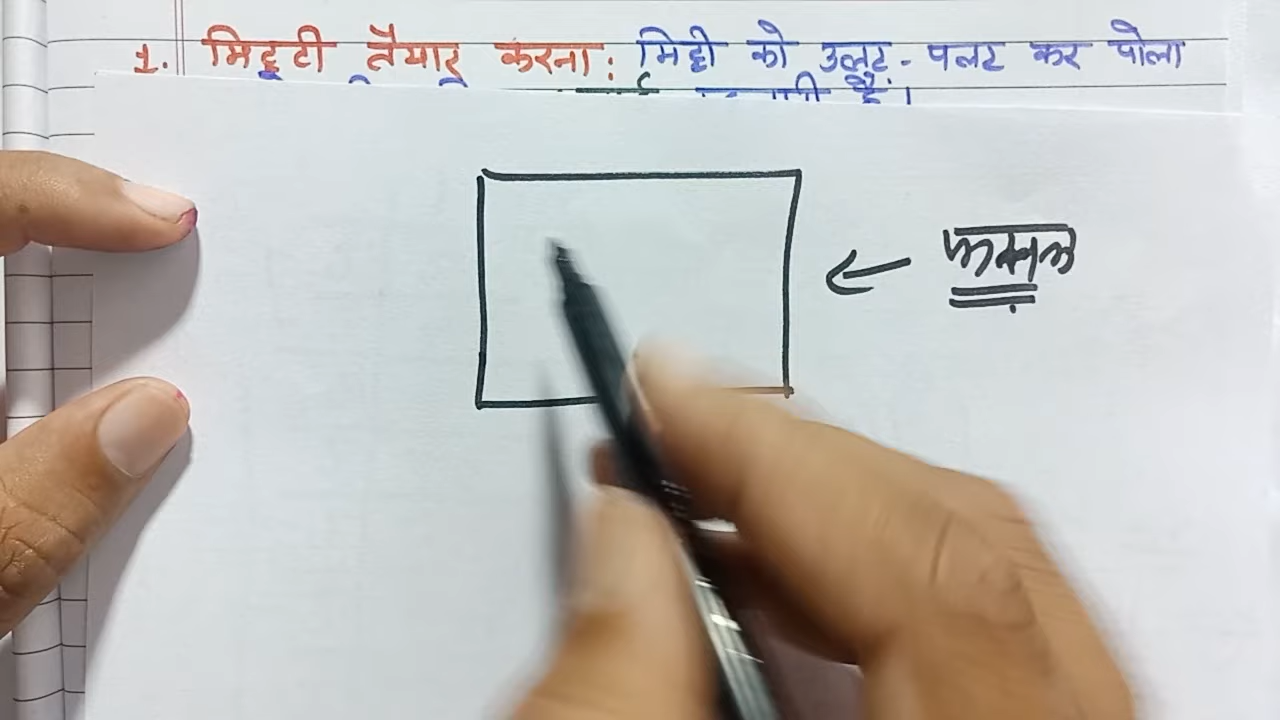 1. मिट्टी तैयार करना: मिट्टी को उलट-पलट कर पोला
है।
फसल